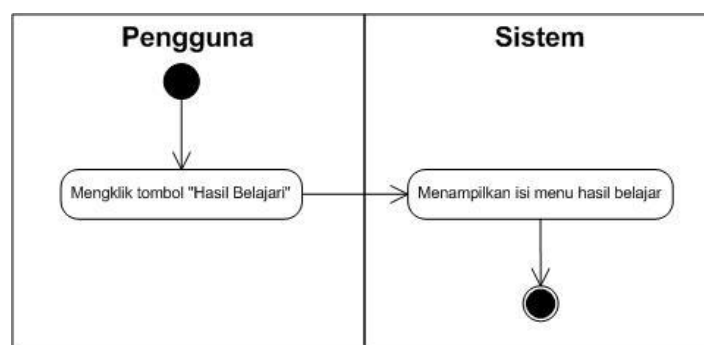 Pengguna
Sistem
Mengklik tombol "Hasil Belajari"
Menampilkan isi menu hasil belajar